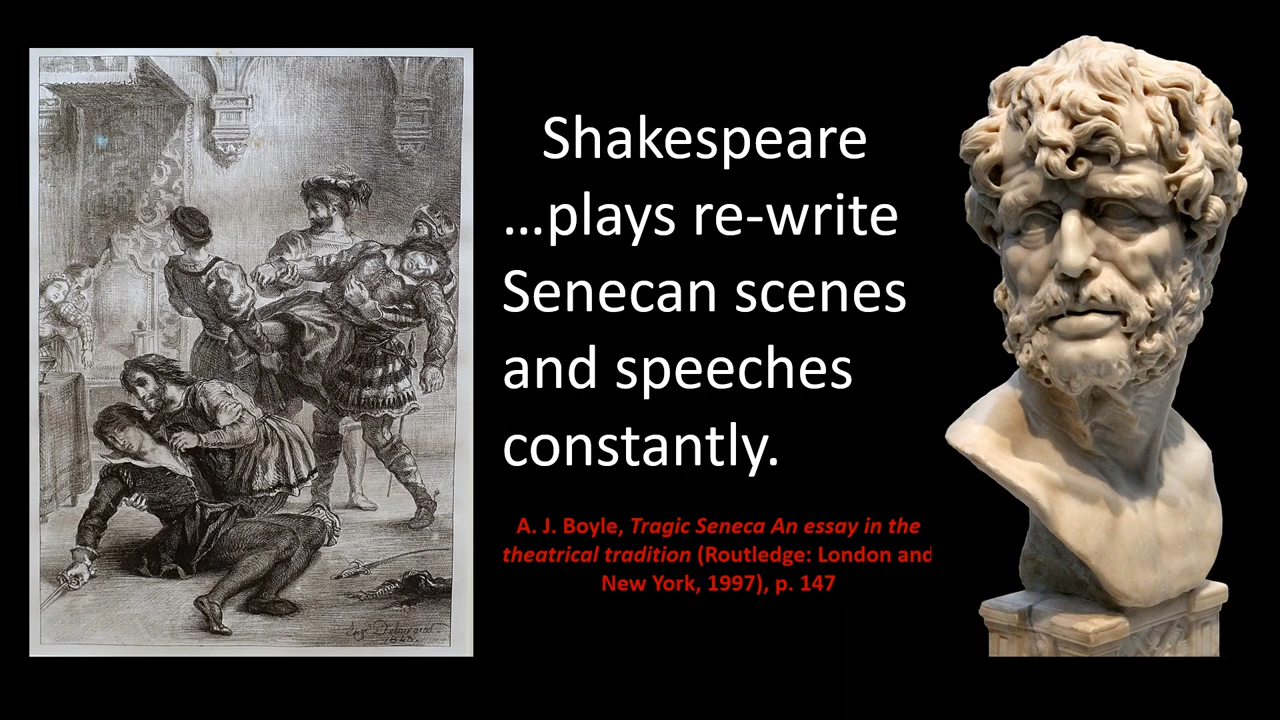 Shakespeare
…plays re-write
Senecan scenes
and speeches
constantly.
A. J. Boyle, Tragic Seneca An essay in the
theatrical tradition (Routledge: London and
New York, 1997), p. 147